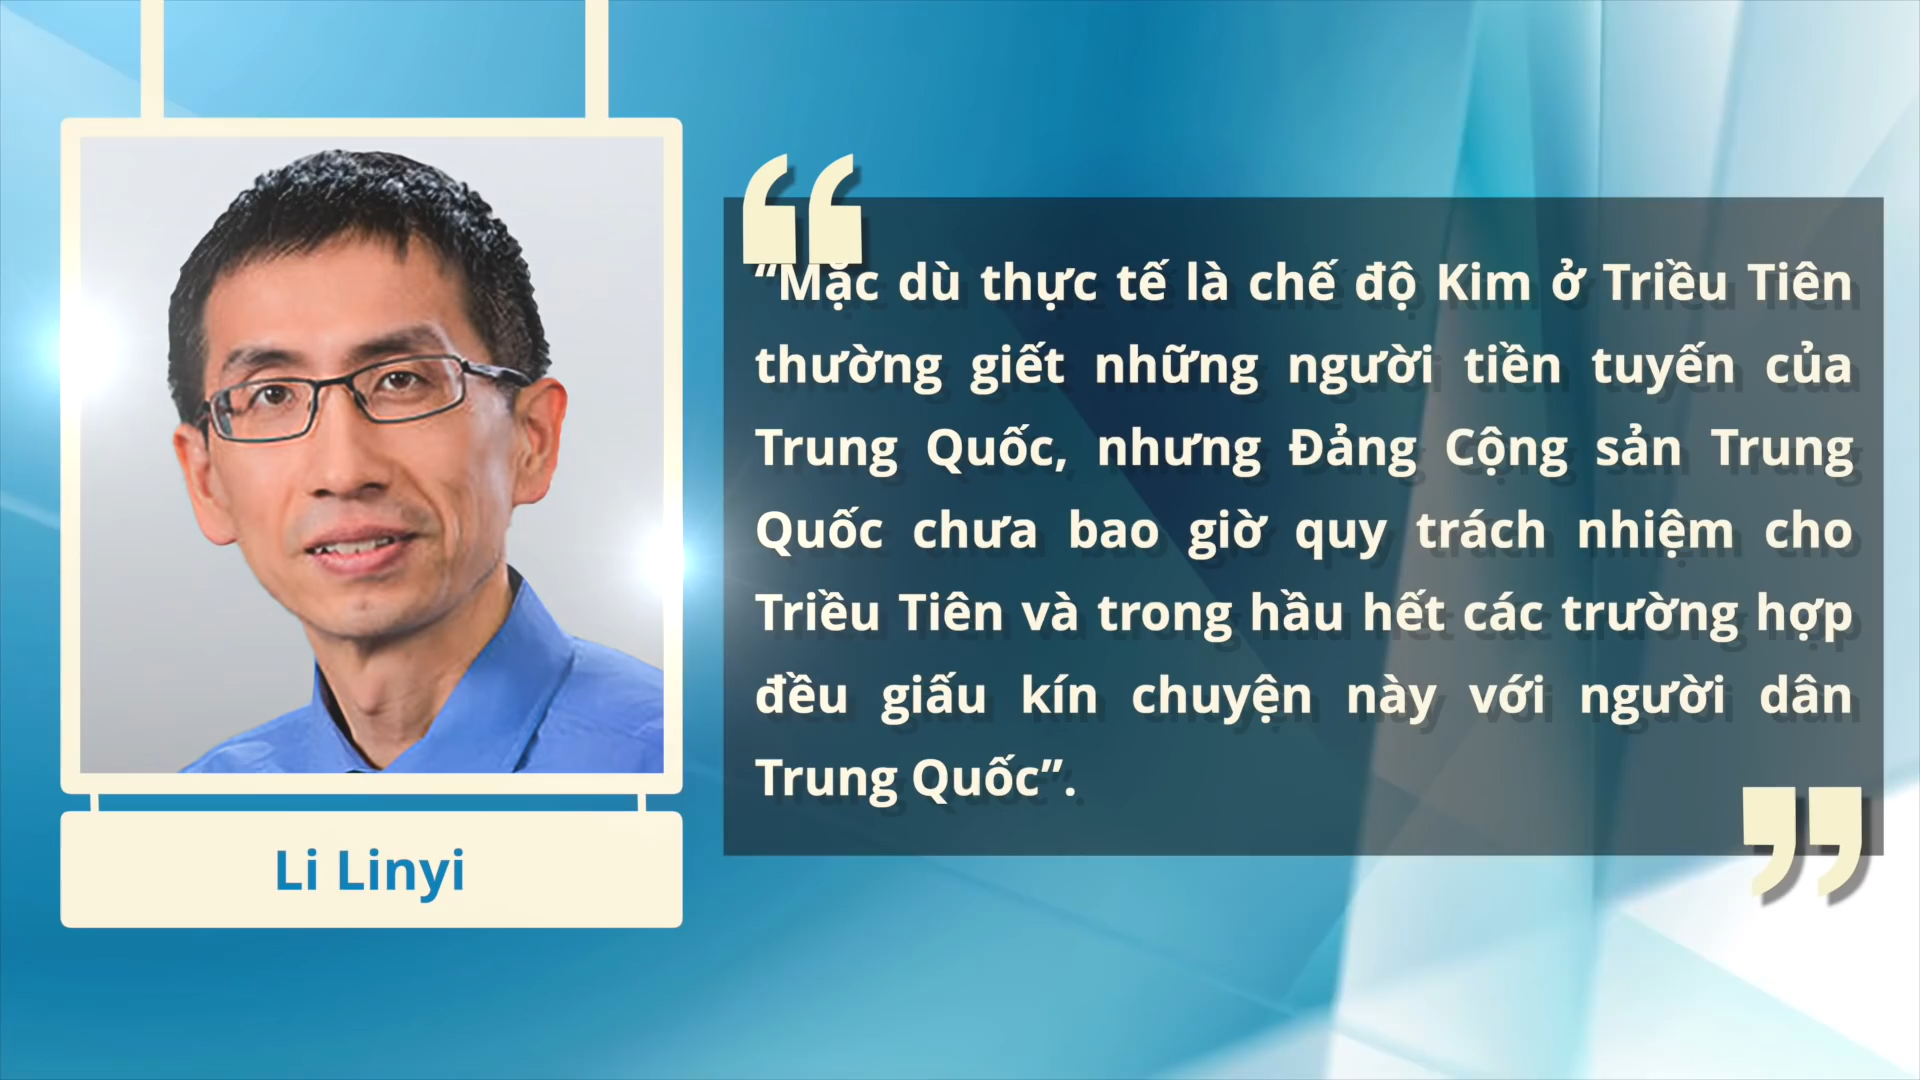 “Mặc dù thực tế là chế độ Kim ở Triều Tiên
thường giết những người tiền tuyến của
Trung Quốc, nhưng Đảng Cộng sản Trung
Quốc chưa bao giờ quy trách nhiệm cho
Triều Tiên và trong hầu hết các trường hợp
đều giấu kín chuyện này với người dân
Trung Quốc”.
Li Linyi